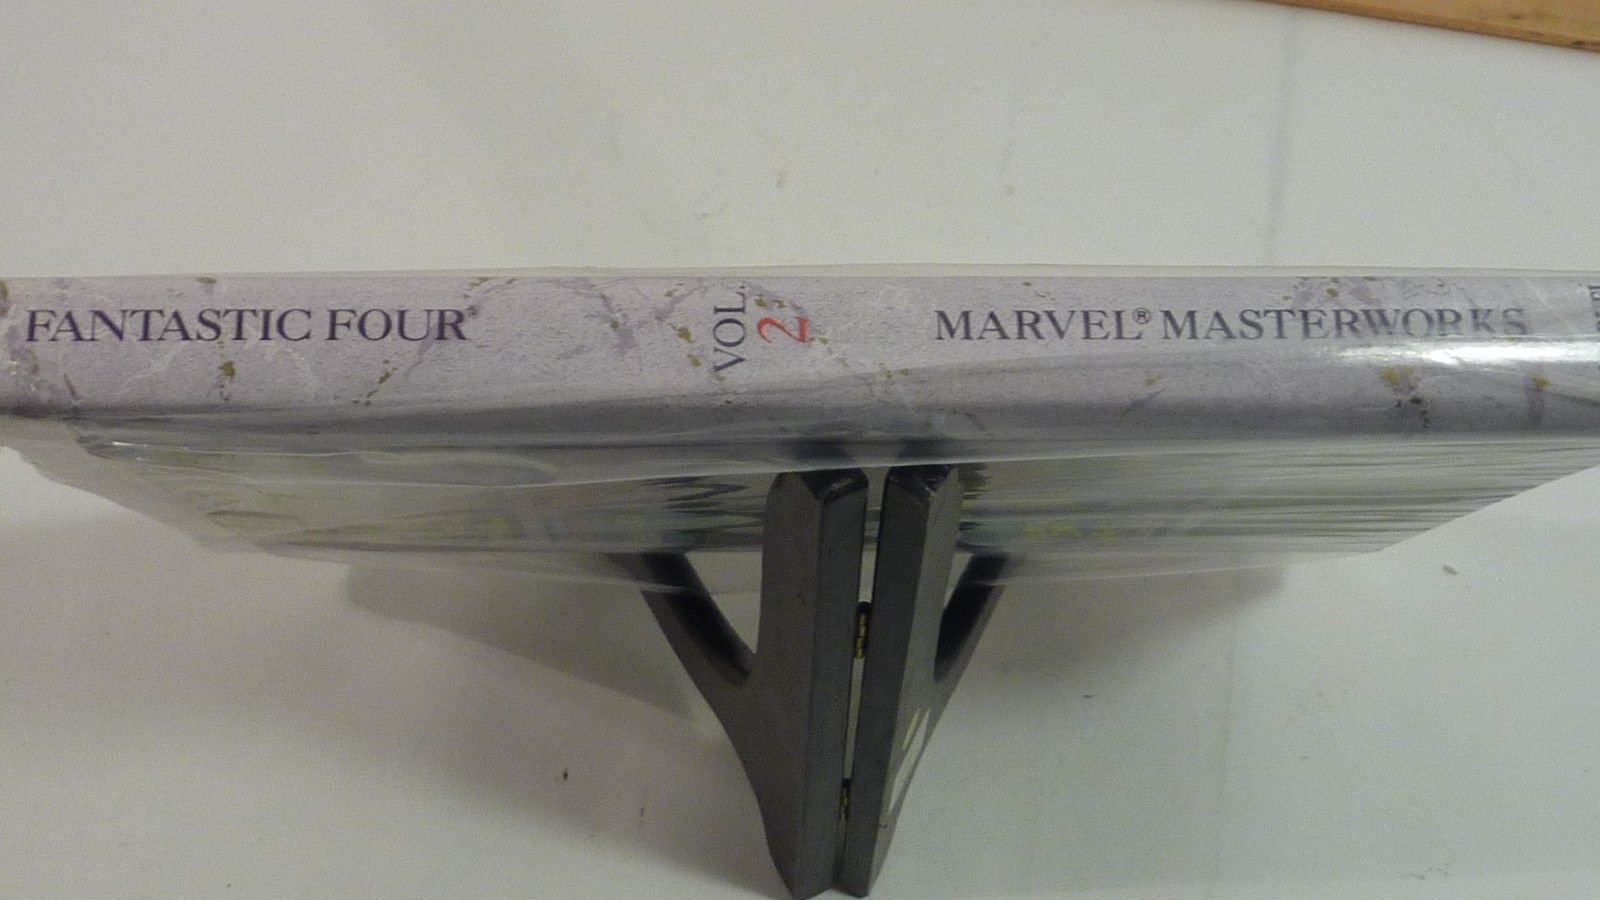 FANTASTIC FOUR®
VOL.
2
MARVEL® MASTERWORKS